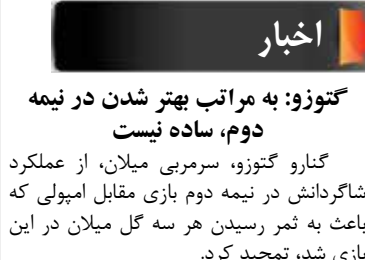 اخبار
گتوزو: به مراتب بهتر شدن در نیمه
دوم، ساده نیست
گنارو گتوزو، سرمربی میلان، از عملکرد
شاگردانش در نیمه دوم بازی مقابل امپولی که
باعث به ثمر رسیدن هر سه گل میلان در این
بازی شد، تمجید کرد.